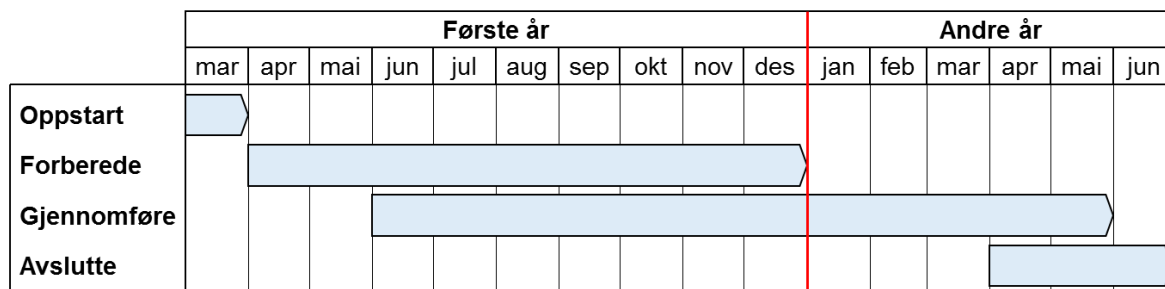 Første år Andre år
mar apr mai jun jul aug sep okt nov des jan feb mar apr mai jun
Oppstart
Forberede
Gjennomføre
Avslutte